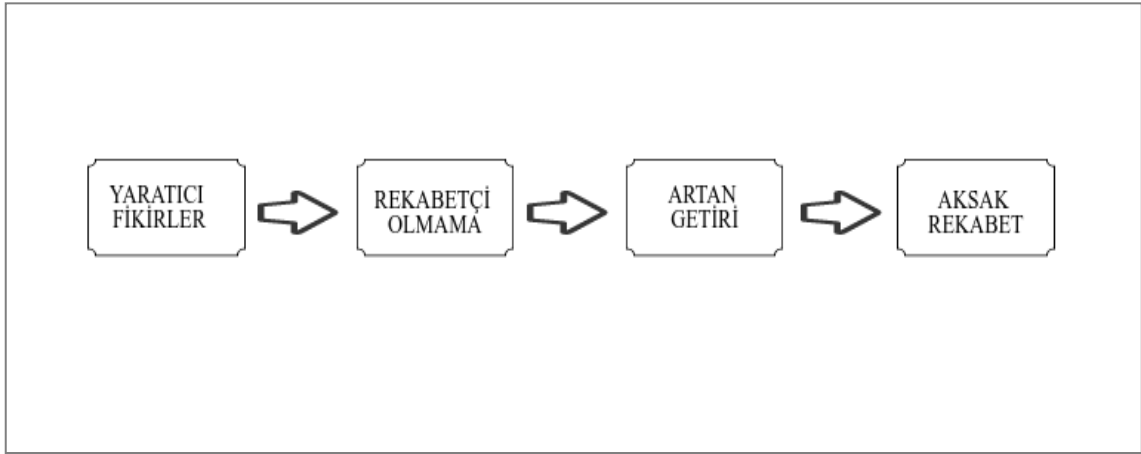 YARATICI
FİKİRLER
REKABETÇİ
OLMAMA
ARTAN
GETİRİ
AKSAK
REKABET